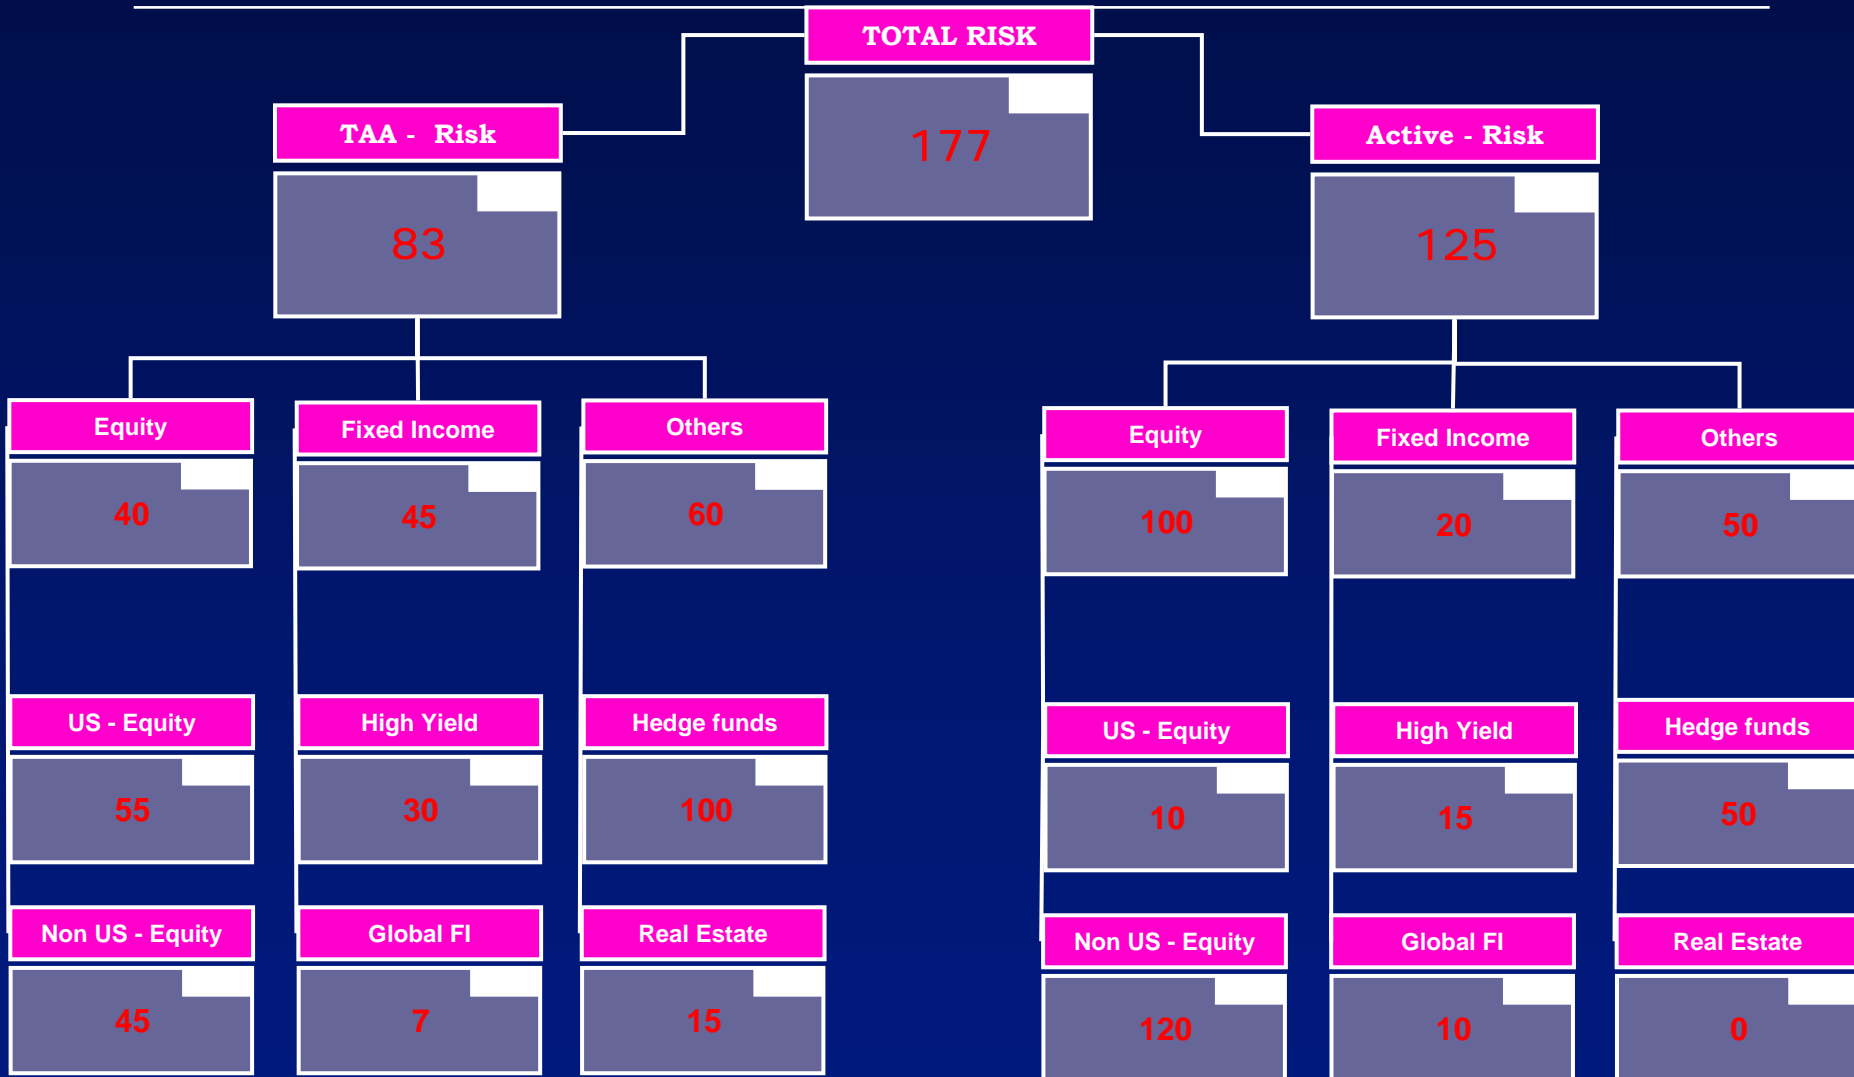 TOTAL RISK
177
TAA - Risk
83
Active - Risk
125
Equity
40
Fixed Income
45
Others
60
US - Equity
55
High Yield
30
Hedge funds
100
Non US - Equity
45
Global FI
7
Real Estate
15
Equity
100
Fixed Income
20
Others
50
US - Equity
10
High Yield
15
Hedge funds
50
Non US - Equity
120
Global FI
10
Real Estate
0